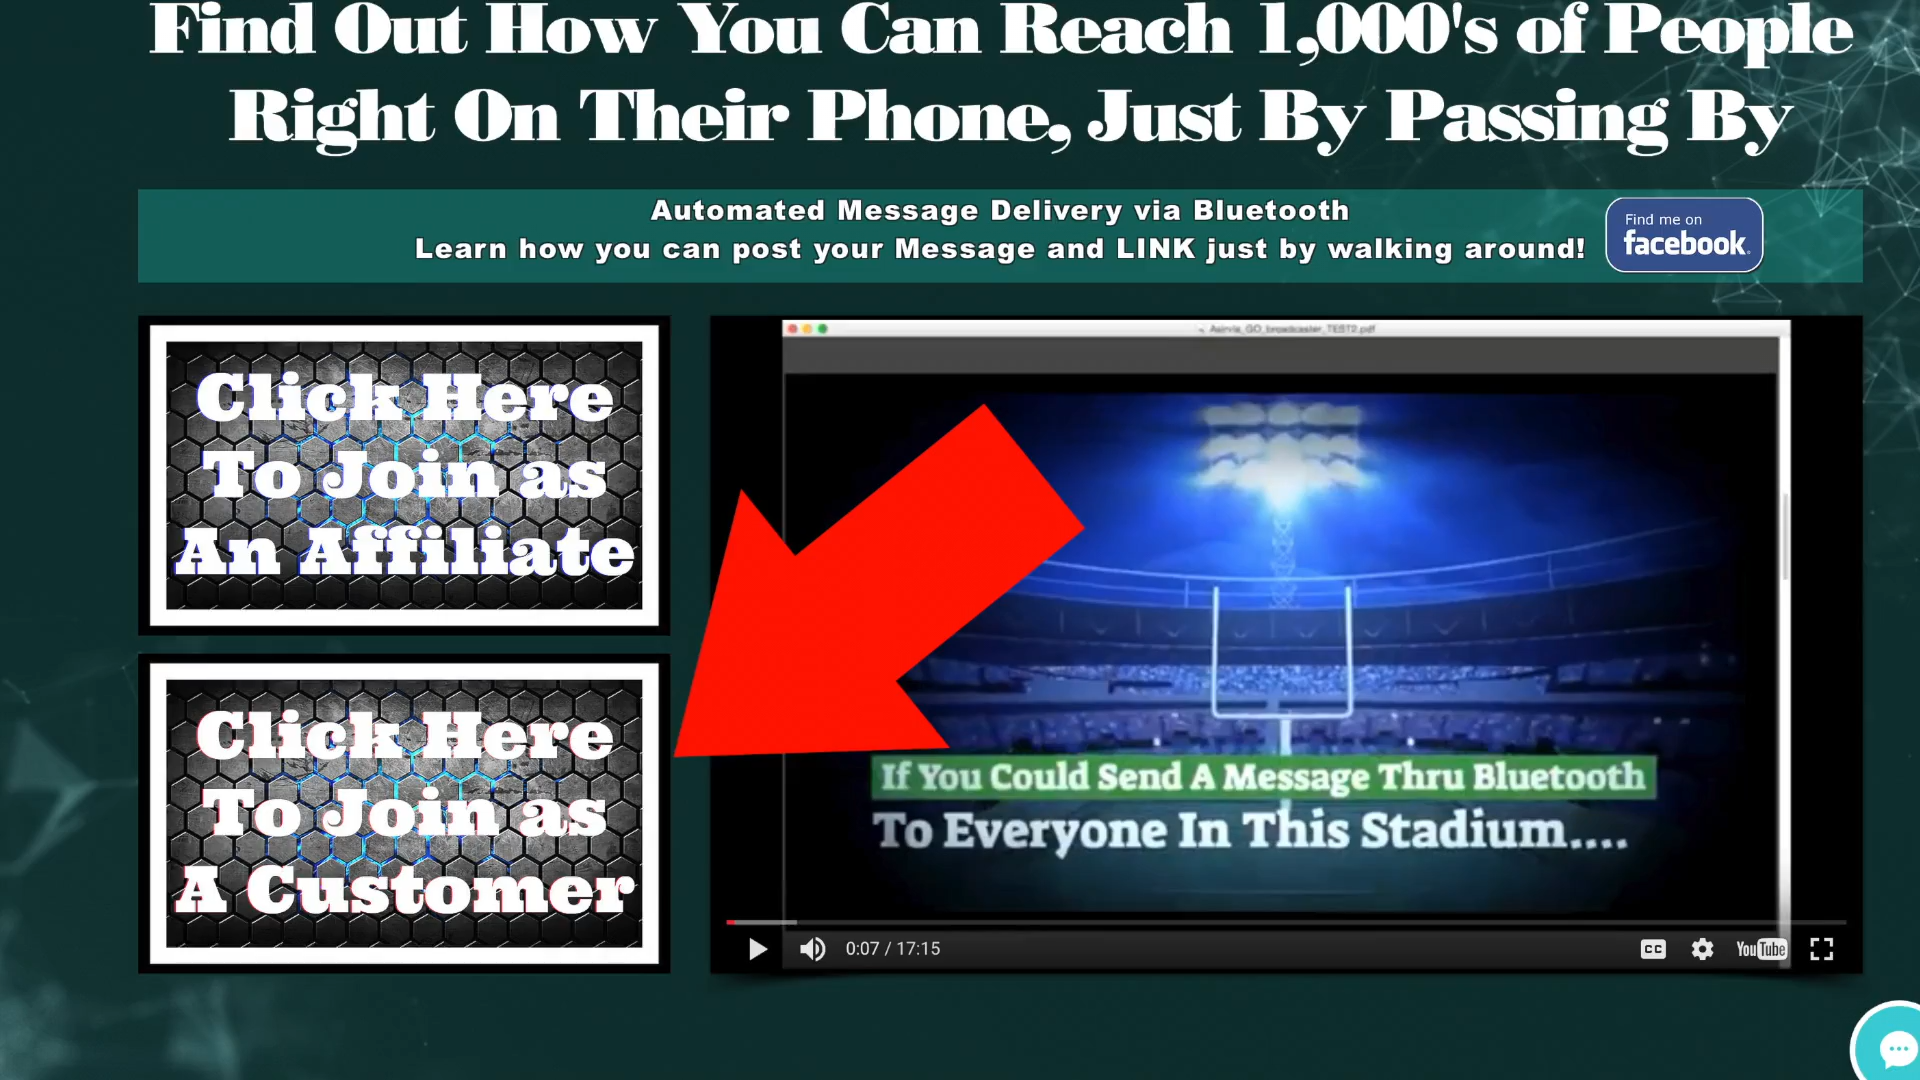 Find Out How You Can Reach 1,000's of People
Right On Their Phone, Just By Passing By
Automated Message Delivery via Bluetooth
Learn how you can post your Message and LINK just by walking around!
Find me on
facebook.
Click Here
To Join as
An Affiliate
Click Here
To Join as
A Customer
Asirvia_GO_broadcaster_TEST2.pdf
If You Could Send A Message Thru Bluetooth
To Everyone In This Stadium....
0:07 / 17:15
CC
YouTube